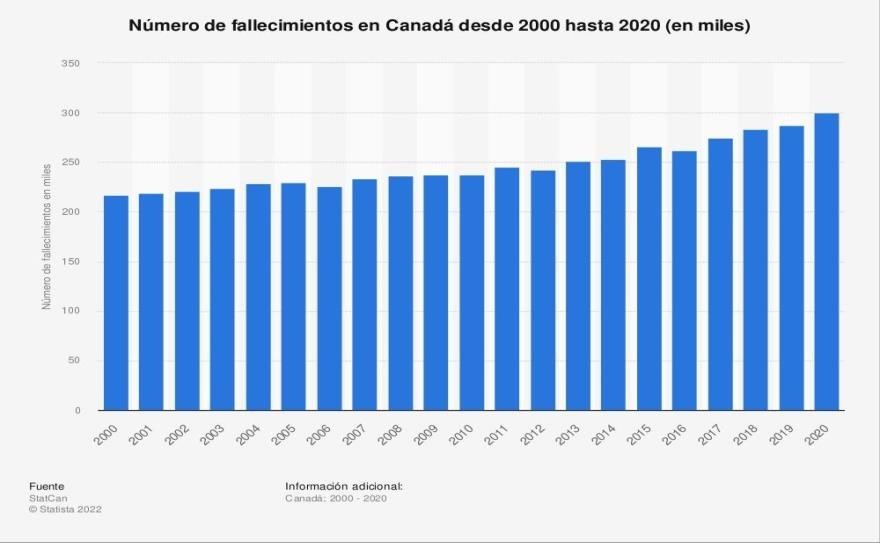 Número de fallecimientos en Canadá desde 2000 hasta 2020 (en miles)
Número de fallecimientos en miles
350
300
250
200
150
100
50
0
2000 2001 2002 2003 2004 2005 2006 2007 2008 2009 2010 2011 2012 2013 2014 2015 2016 2017 2018 2019 2020
Fuente
StatCan
© Statista 2022
Información adicional:
Canadá; 2000 - 2020